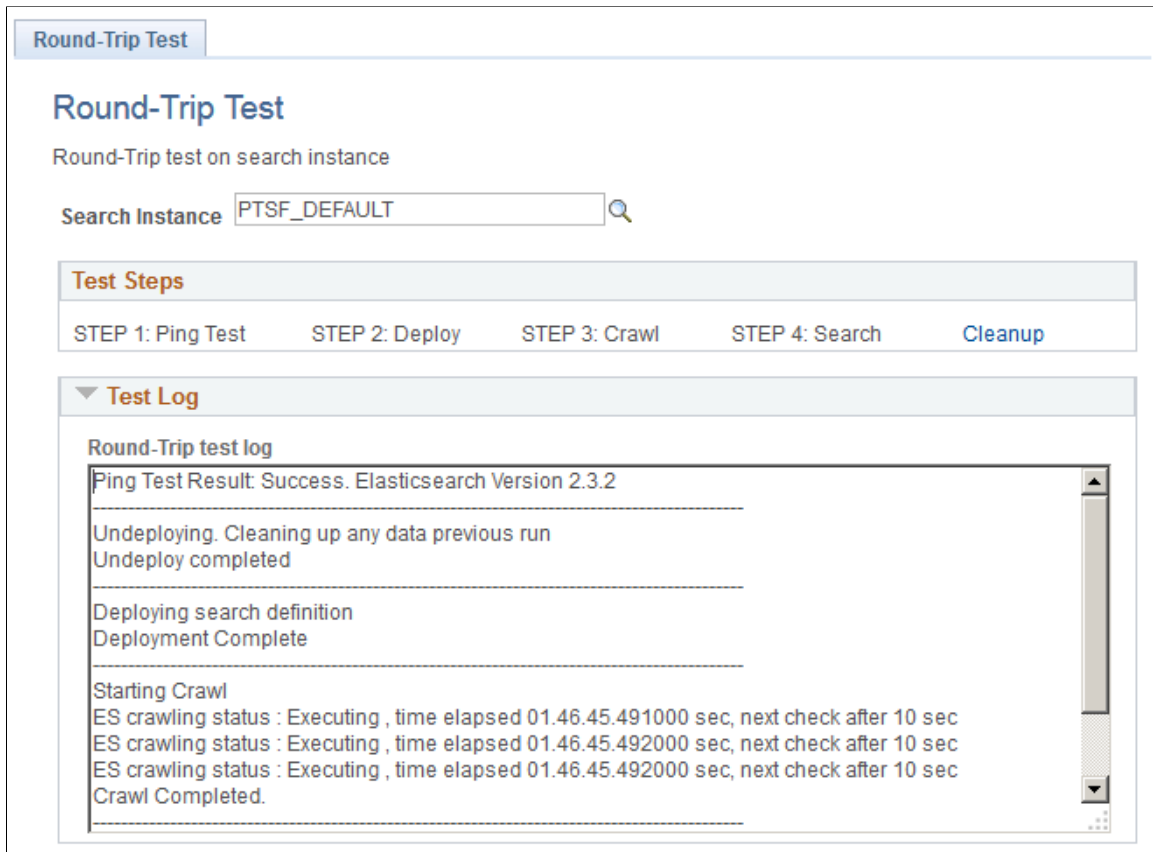 Round-Trip Test
Round-Trip Test
Round-Trip test on search instance
Search Instance PTSF_DEFAULT
Test Steps
STEP 1: Ping Test STEP 2: Deploy STEP 3: Crawl STEP 4: Search Cleanup
Test Log
Round-Trip test log
Ping Test Result: Success. Elasticsearch Version 2.3.2
Undeploying. Cleaning up any data previous run
Undeploy completed
Deploying search definition
Deployment Complete
Starting Crawl
ES crawling status : Executing , time elapsed 01.46.45.491000 sec, next check after 10 sec
ES crawling status : Executing , time elapsed 01.46.45.492000 sec, next check after 10 sec
ES crawling status : Executing , time elapsed 01.46.45.492000 sec, next check after 10 sec
Crawl Completed.